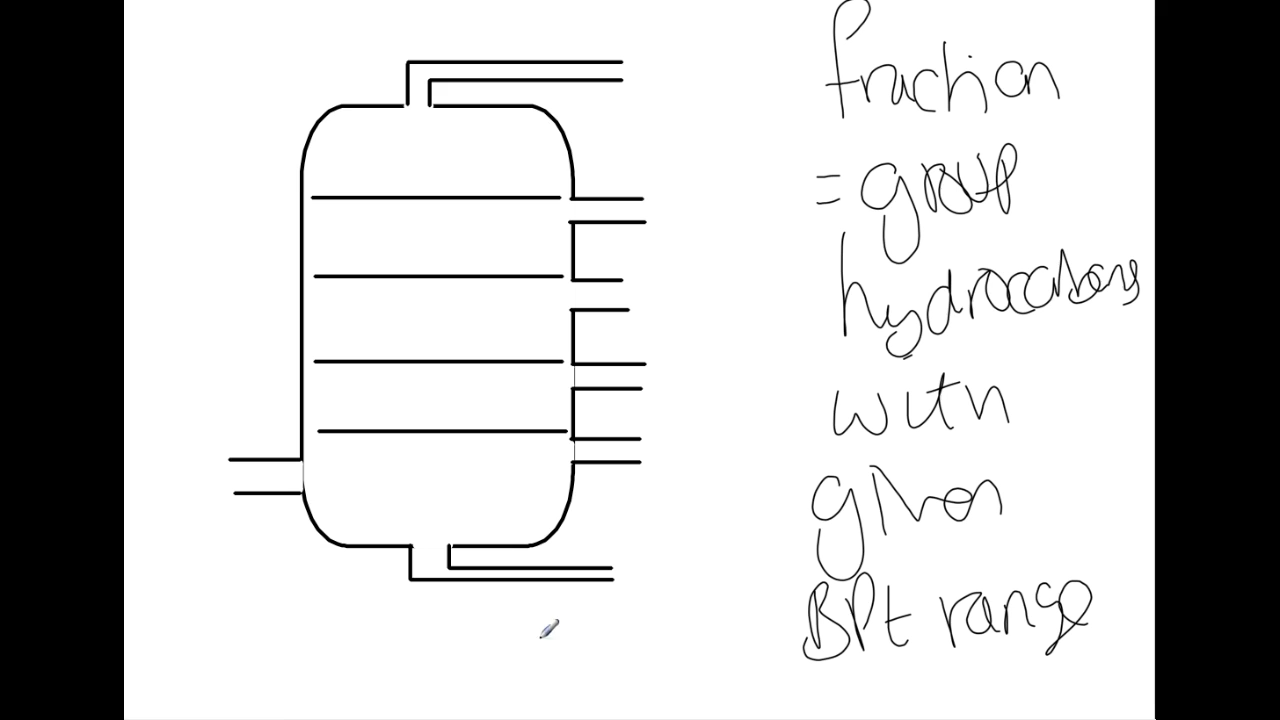 fraction
= group
hydrocarbons
with
given
BPt range